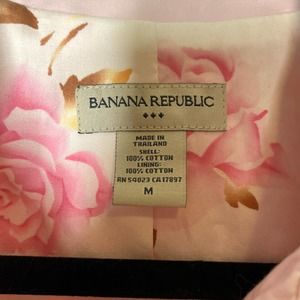 BANANA REPUBLIC
MADE IN
THAILAND
SHELL:
100% COTTON
LINING:
100% COTTON
RN 54023 CA 17897
M